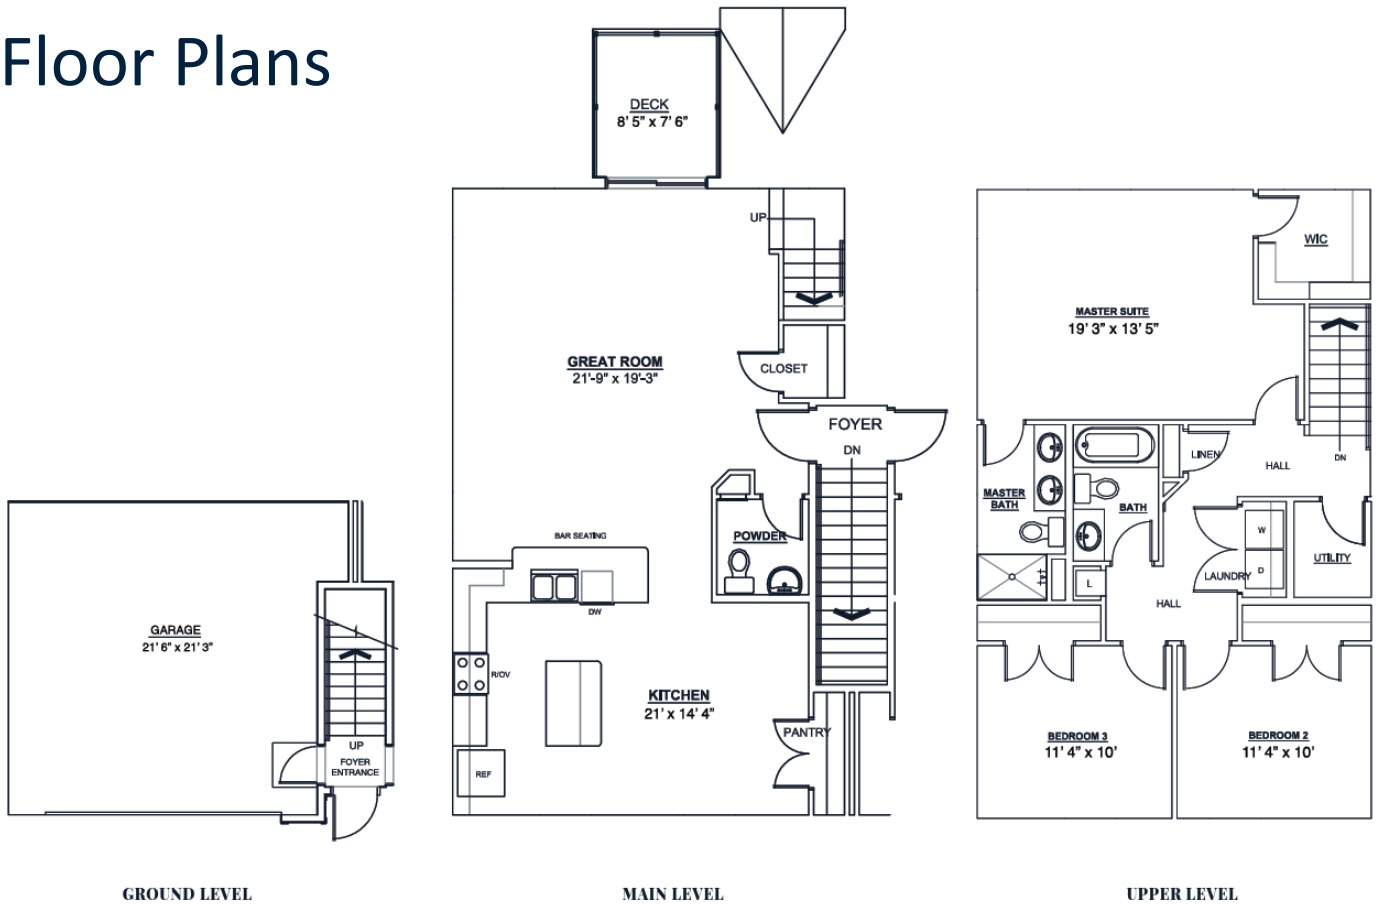 Floor Plans
DECK
8' 5" x 7' 6"
UP
GREAT ROOM
21'-9" x 19'-3"
CLOSET
FOYER
DN
POWDER
BAR SEATING
DW
R/OV
KITCHEN
21' x 14' 4"
PANTRY
REF
MAIN LEVEL
GARAGE
21' 6" x 21' 3"
UP
FOYER
ENTRANCE
GROUND LEVEL
WIC
MASTER SUITE
19' 3" x 13' 5"
LINEN
HALL
DN
MASTER
BATH
BATH
W
D
LAUNDRY
UTILITY
L
HALL
BEDROOM 3
11' 4" x 10'
BEDROOM 2
11' 4" x 10'
UPPER LEVEL